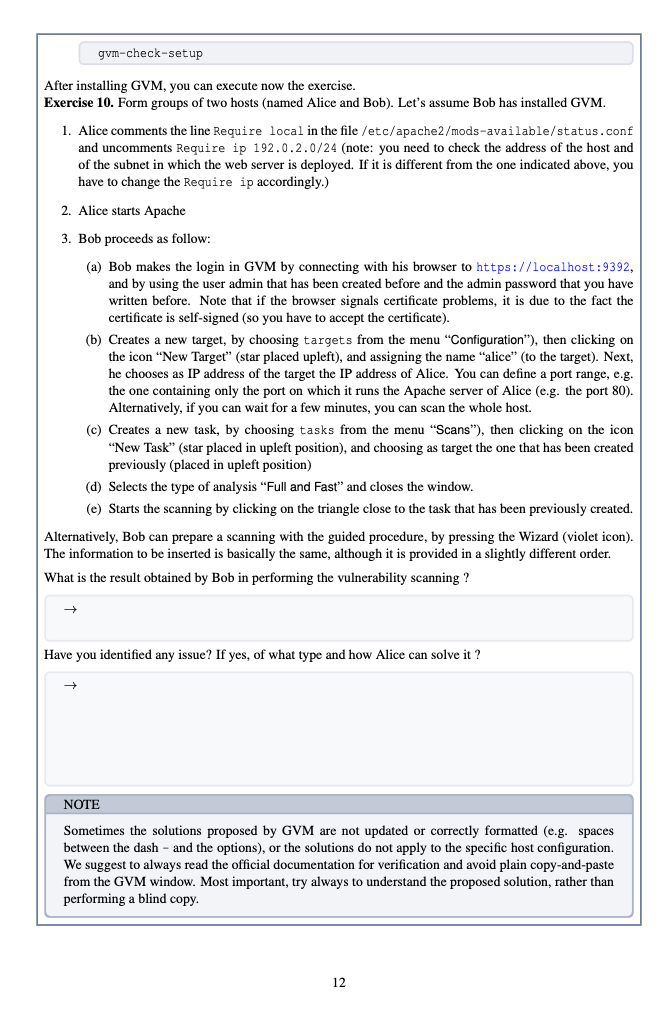 gvm-check-setup
After installing GVM, you can execute now the exercise.
Exercise 10. Form groups of two hosts (named Alice and Bob). Let's assume Bob has installed GVM.
1. Alice comments the line Require local in the file /etc/apache2/mods-available/status.conf
and uncomments Require ip 192.0.2.0/24 (note: you need to check the address of the host and
of the subnet in which the web server is deployed. If it is different from the one indicated above, you
have to change the Require ip accordingly.)
2. Alice starts Apache
3. Bob proceeds as follow:
(a) Bob makes the login in GVM by connecting with his browser to https://localhost:9392,
and by using the user admin that has been created before and the admin password that you have
written before. Note that if the browser signals certificate problems, it is due to the fact the
certificate is self-signed (so you have to accept the certificate).
(b) Creates a new target, by choosing targets from the menu “Configuration”), then clicking on
the icon “New Target” (star placed upleft), and assigning the name “alice” (to the target). Next,
he chooses as IP address of the target the IP address of Alice. You can define a port range, e.g.
the one containing only the port on which it runs the Apache server of Alice (e.g. the port 80).
Alternatively, if you can wait for a few minutes, you can scan the whole host.
(c) Creates a new task, by choosing tasks from the menu “Scans”), then clicking on the icon
“New Task” (star placed in upleft position), and choosing as target the one that has been created
previously (placed in upleft position)
(d) Selects the type of analysis “Full and Fast” and closes the window.
(e) Starts the scanning by clicking on the triangle close to the task that has been previously created.
Alternatively, Bob can prepare a scanning with the guided procedure, by pressing the Wizard (violet icon).
The information to be inserted is basically the same, although it is provided in a slightly different order.
What is the result obtained by Bob in performing the vulnerability scanning ?
→
Have you identified any issue? If yes, of what type and how Alice can solve it ?
→
NOTE
Sometimes the solutions proposed by GVM are not updated or correctly formatted (e.g. spaces
between the dash - and the options), or the solutions do not apply to the specific host configuration.
We suggest to always read the official documentation for verification and avoid plain copy-and-paste
from the GVM window. Most important, try always to understand the proposed solution, rather than
performing a blind copy.
12